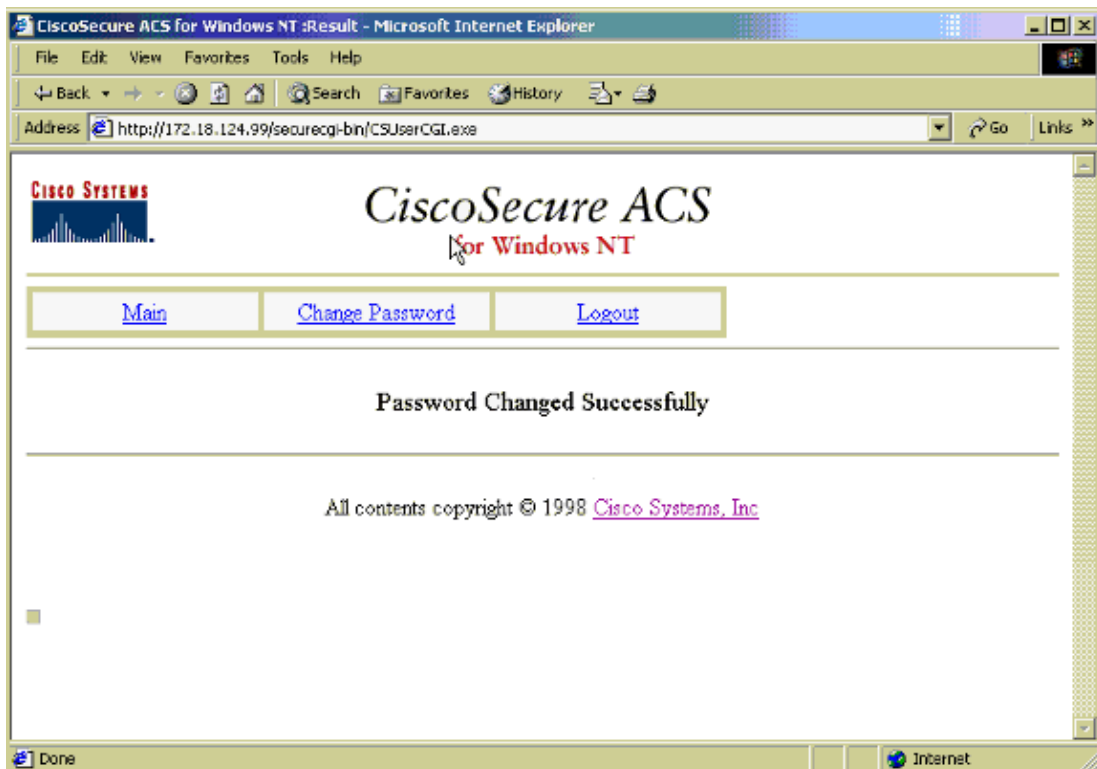 CiscoSecure ACS for Windows NT :Result - Microsoft Internet Explorer
File Edit View Favorites Tools Help
Back Search Favorites History
Address http://172.18.124.99/securecgi-bin/CSUserCGI.exe Go Links »
CISCO SYSTEMS
CiscoSecure ACS
for Windows NT
Main Change Password Logout
Password Changed Successfully
All contents copyright © 1998 Cisco Systems, Inc
Done Internet